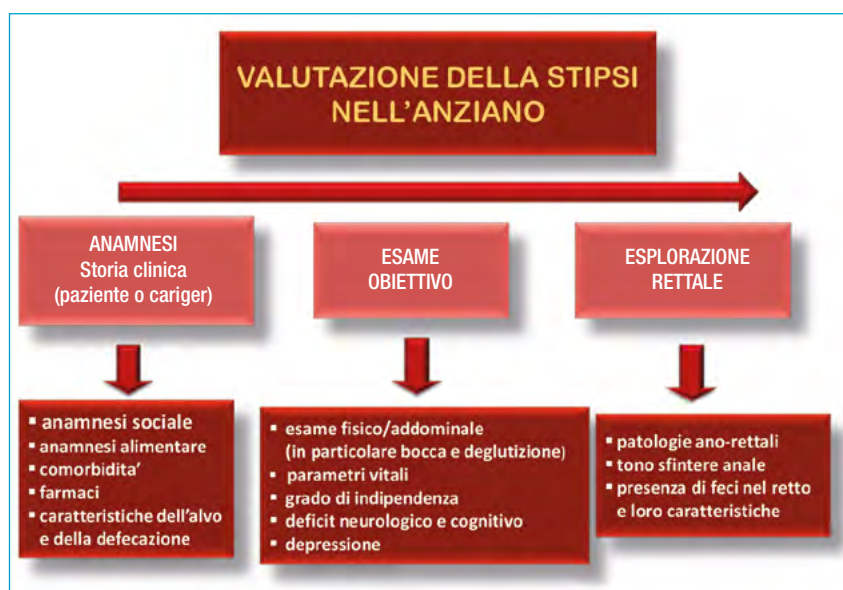 VALUTAZIONE DELLA STIPSI
NELL'ANZIANO
ANAMNESI
Storia clinica
(paziente o cariger)
ESAME
OBIETTIVO
ESPLORAZIONE
RETTALE
▪ anamnesi sociale
▪ anamnesi alimentare
▪ comorbidita'
▪ farmaci
▪ caratteristiche dell'alvo
e della defecazione
▪ esame fisico/addominale
(in particolare bocca e deglutizione)
▪ parametri vitali
▪ grado di indipendenza
▪ deficit neurologico e cognitivo
▪ depressione
▪ patologie ano-rettali
▪ tono sfintere anale
▪ presenza di feci nel retto
e loro caratteristiche